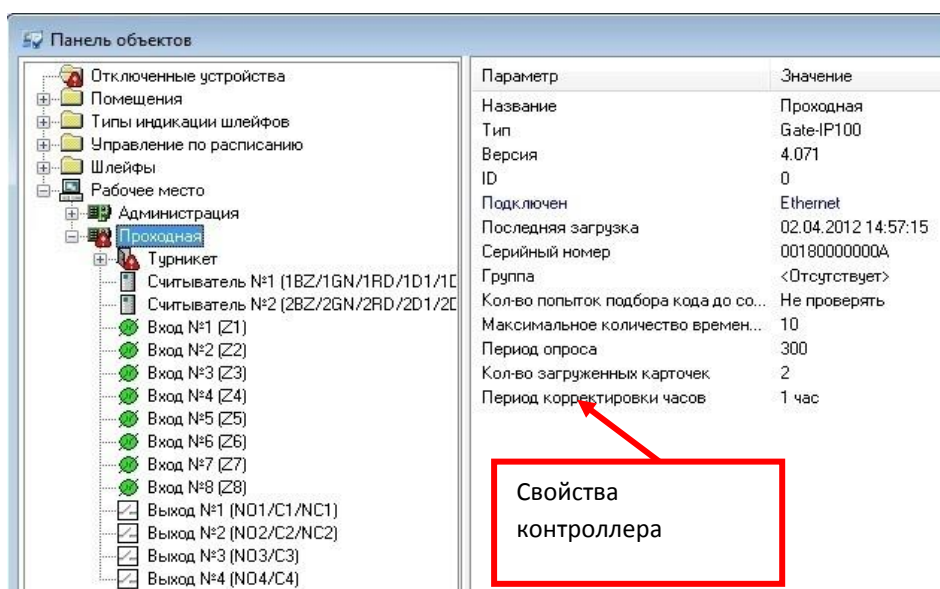 Панель объектов
Отключенные устройства
Помещения
Типы индикации шлейфов
Управление по расписанию
Шлейфы
Рабочее место
Администрация
Проходная
Турникет
Считыватель №1 (1BZ/1GN/1RD/1D1/1D
Считыватель №2 (2BZ/2GN/2RD/2D1/2D
Вход №1 (Z1)
Вход №2 (Z2)
Вход №3 (Z3)
Вход №4 (Z4)
Вход №5 (Z5)
Вход №6 (Z6)
Вход №7 (Z7)
Вход №8 (Z8)
Выход №1 (NO1/C1/NC1)
Выход №2 (NO2/C2/NC2)
Выход №3 (NO3/C3)
Выход №4 (NO4/C4)
Параметр Значение
Название Проходная
Тип Gate-IP100
Версия 4.071
ID 0
Подключен Ethernet
Последняя загрузка 02.04.2012 14:57:15
Серийный номер 00180000000A
Группа <Отсутствует>
Кол-во попыток подбора кода до со... Не проверять
Максимальное количество времен... 10
Период опроса 300
Кол-во загруженных карточек 2
Период корректировки часов 1 час
Свойства
контроллера